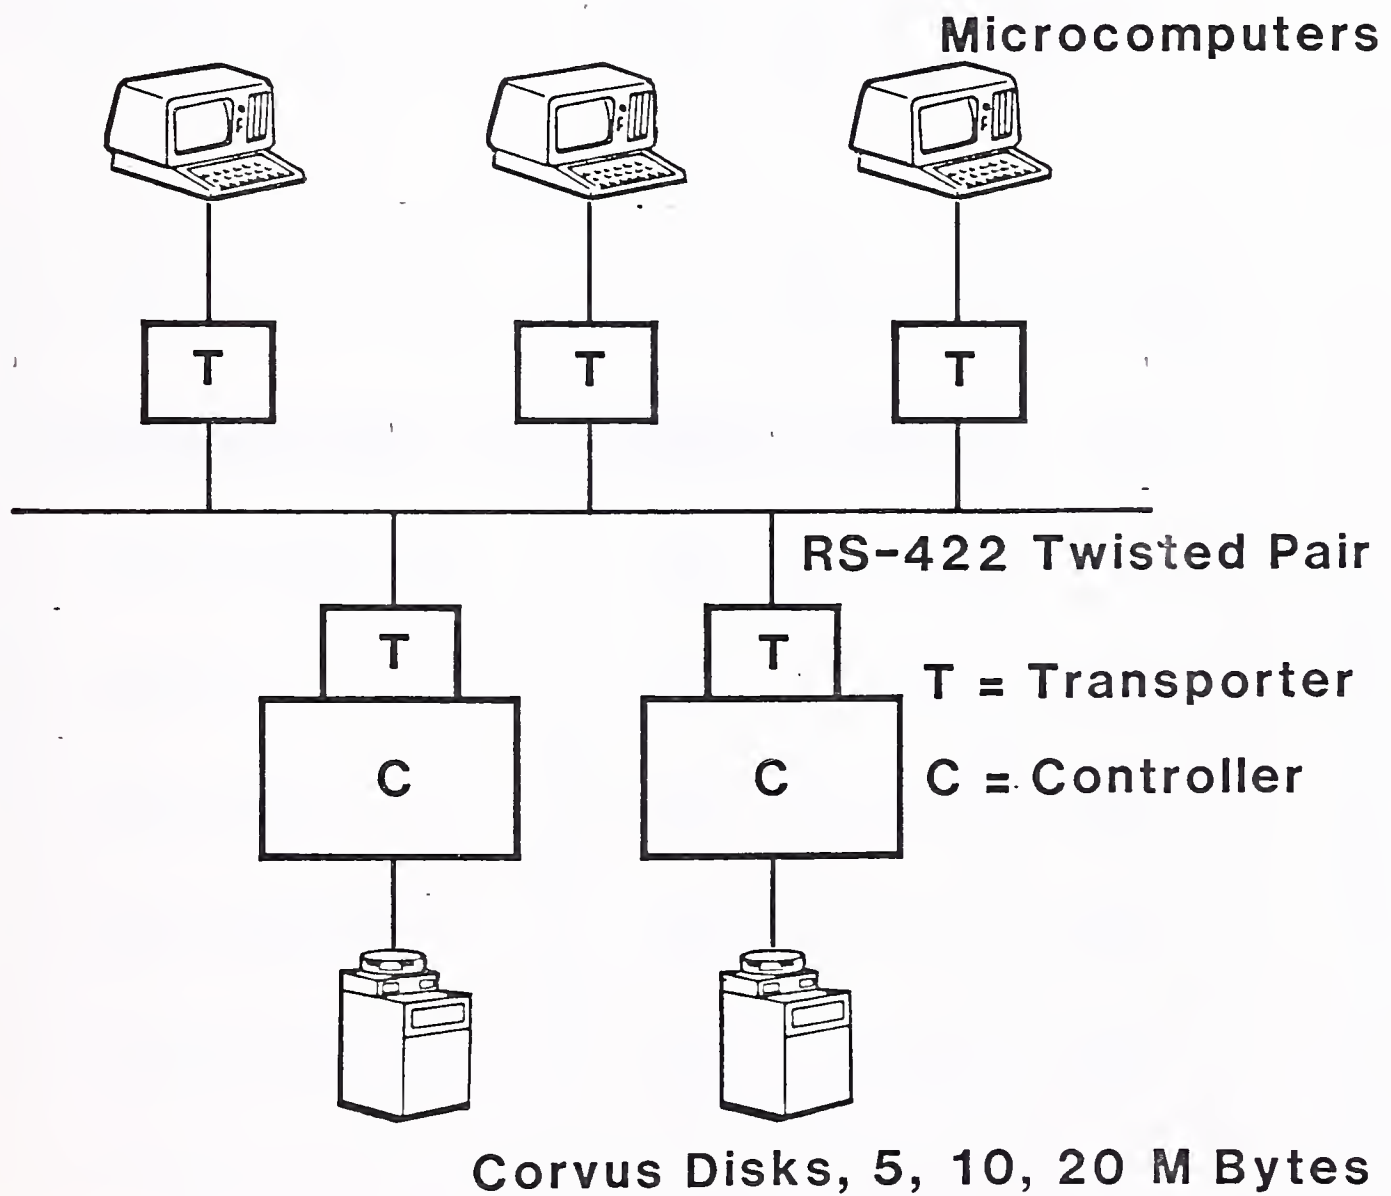 Microcomputers
T
T
T
RS-422 Twisted Pair
T
T
T = Transporter
C
C
C = Controller
Corvus Disks, 5, 10, 20 M Bytes